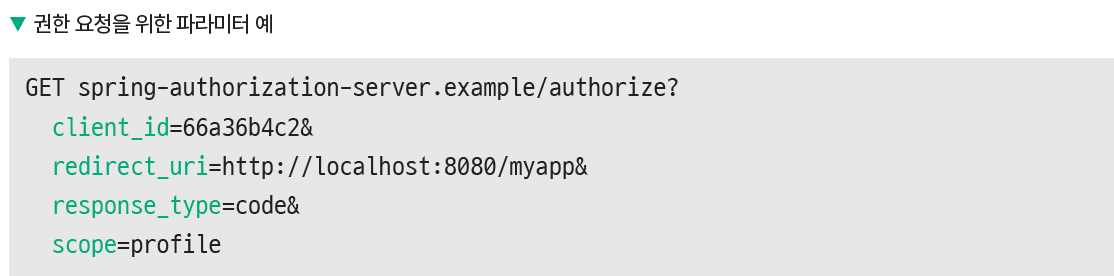 ▼ 권한 요청을 위한 파라미터 예
GET spring-authorization-server.example/authorize?
client_id=66a36b4c2&
redirect_uri=http://localhost:8080/myapp&
response_type=code&
scope=profile